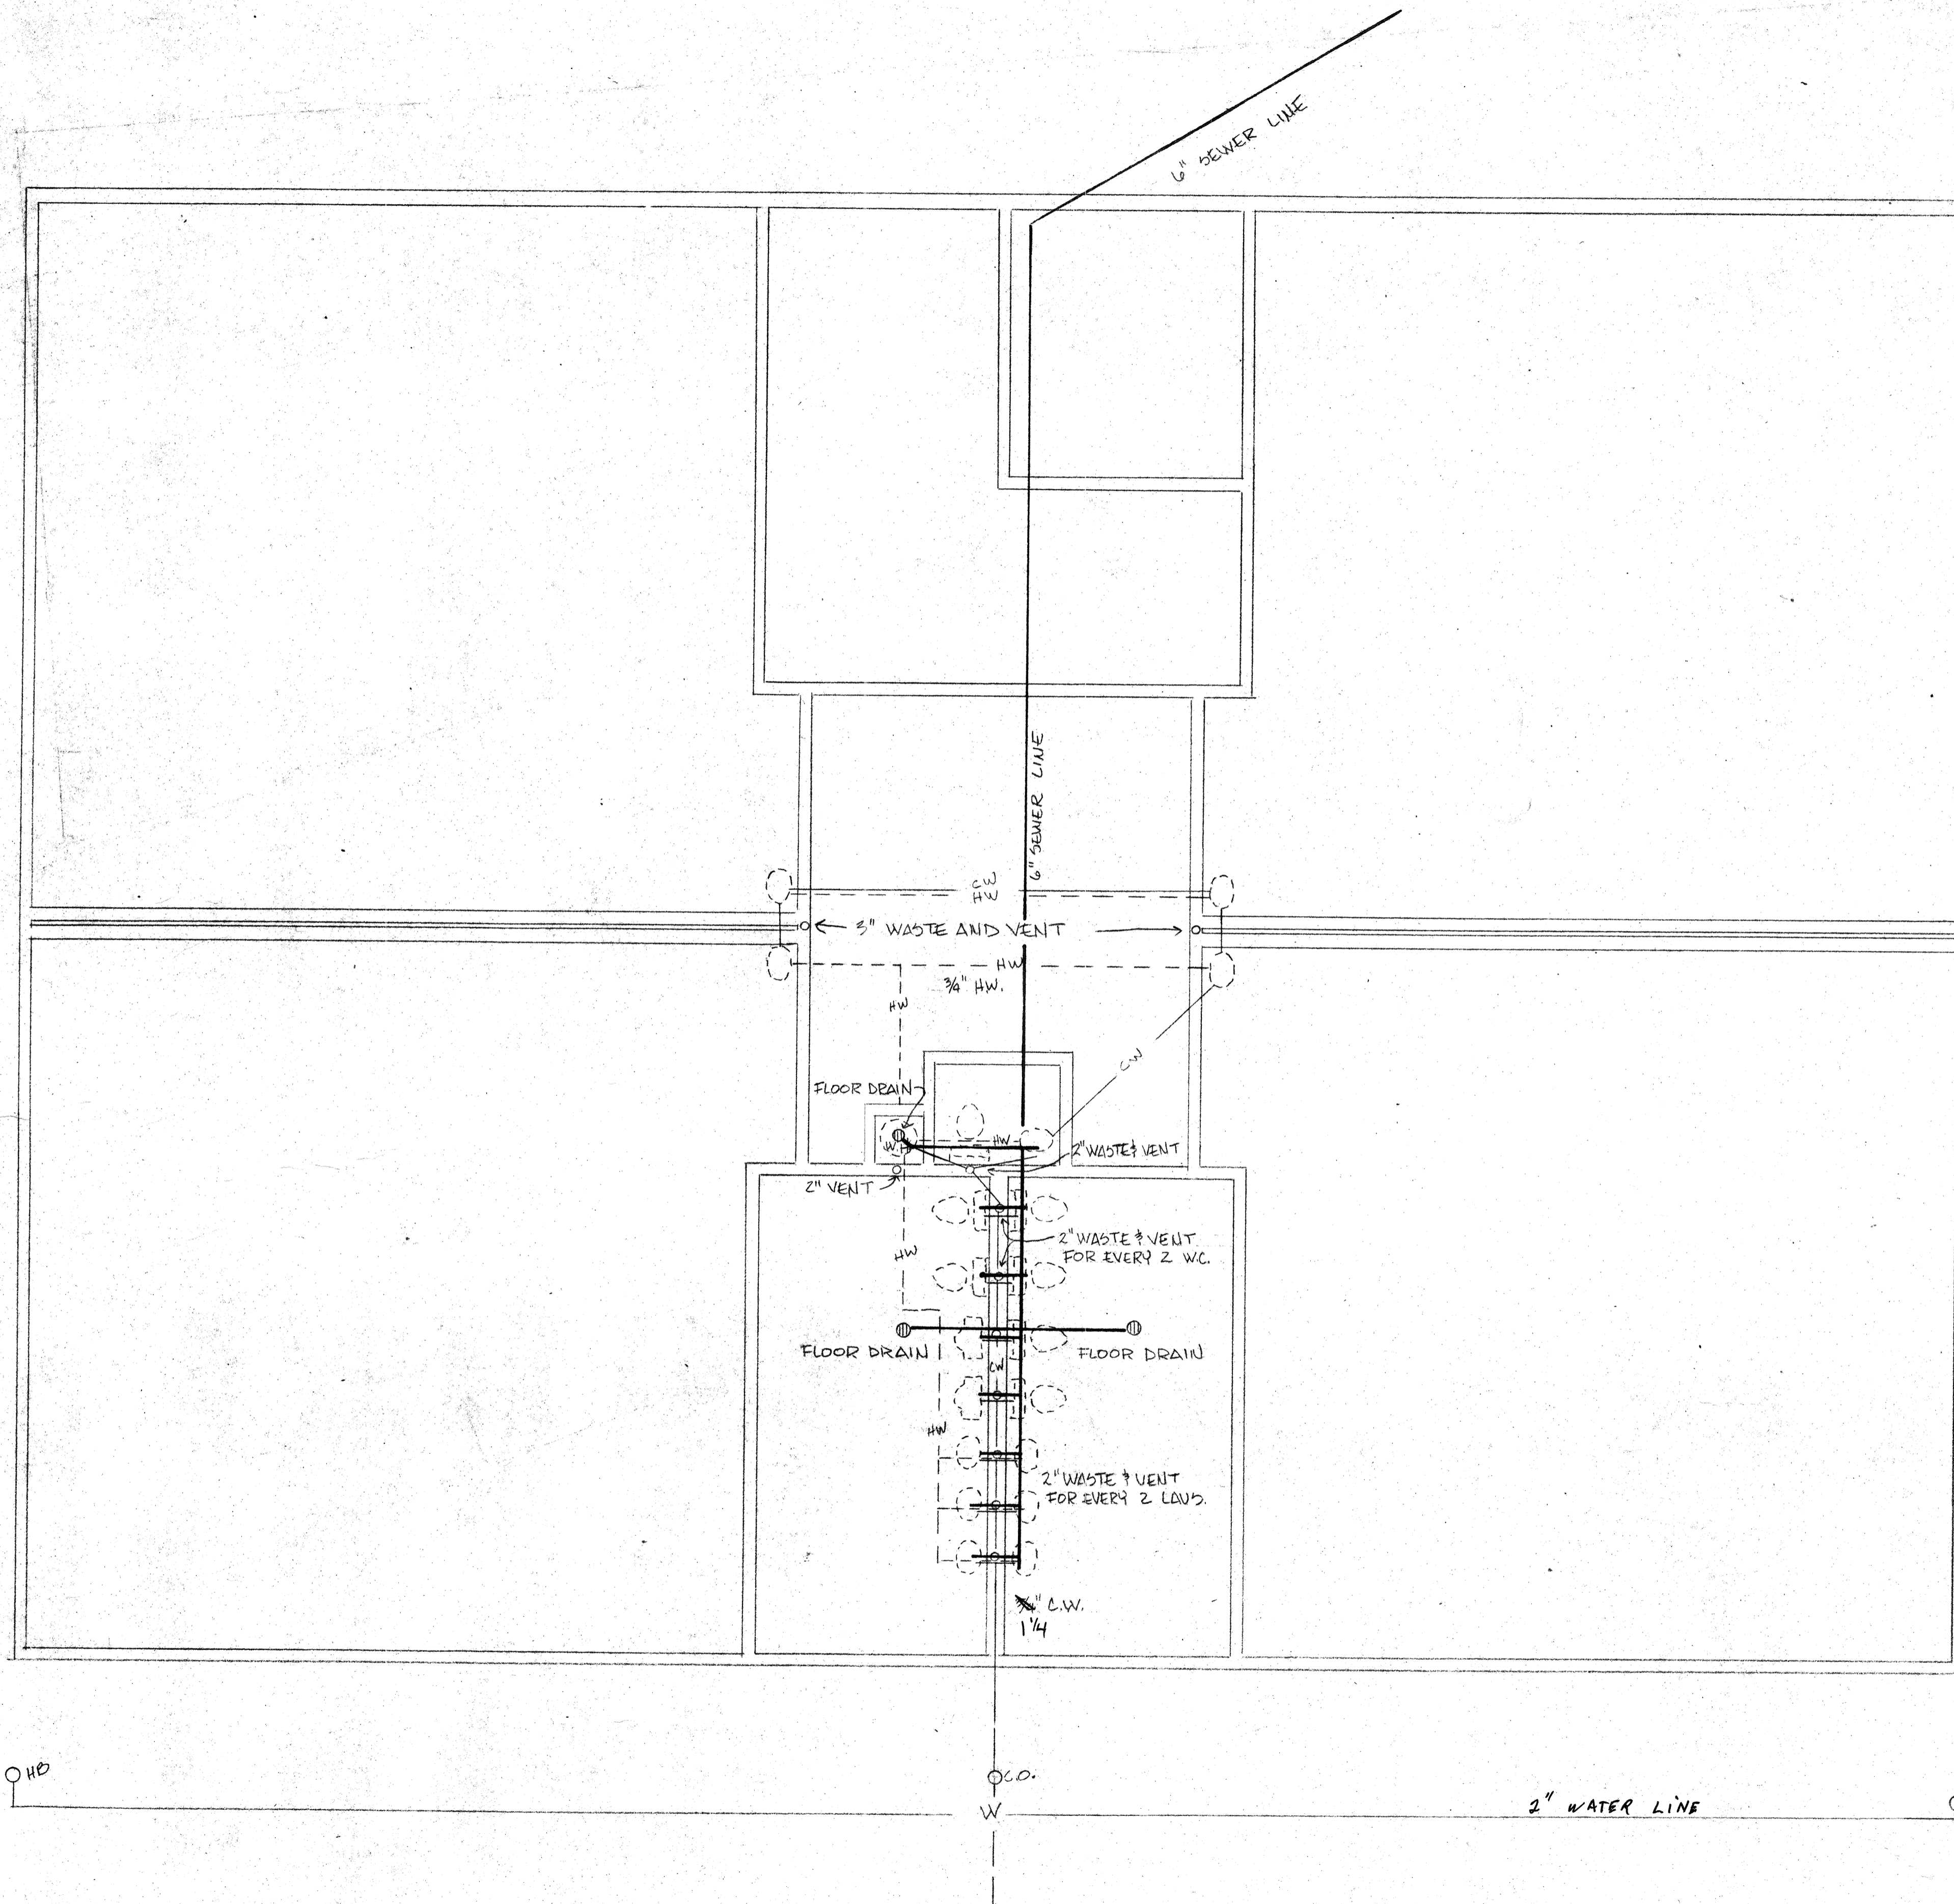 6" SEWER LINE
6" SEWER LINE
CW
HW
3" WASTE AND VENT
HW
3/4" H.W.
HW
CW
FLOOR DRAIN
W.H.
HW
2" WASTE & VENT
2" VENT
2" WASTE & VENT
FOR EVERY 2 W.C.
HW
FLOOR DRAIN
FLOOR DRAIN
CW
HW
2" WASTE & VENT
FOR EVERY 2 LAVS.
3/4" C.W.
1 1/4
HB
C.O.
W
2" WATER LINE